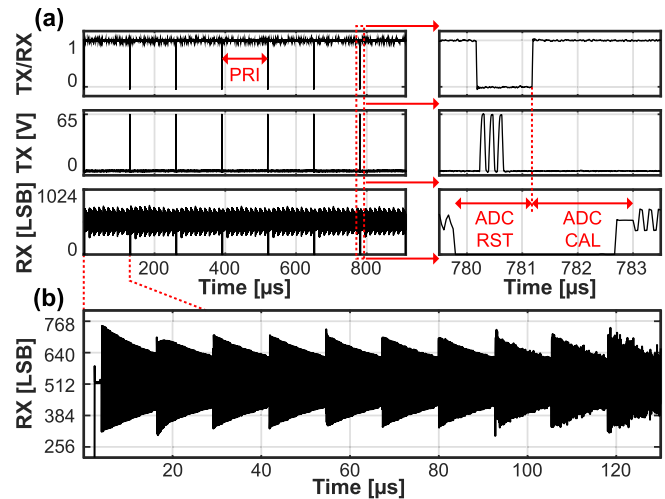 (a)
TX/RX
1
0
PRI
TX [V]
65
0
RX [LSB]
1024
0
ADC RST
ADC CAL
200 400 600 800
780 781 782 783
Time [µs]
Time [µs]
(b)
RX [LSB]
768
640
512
384
256
20 40 60 80 100 120
Time [µs]